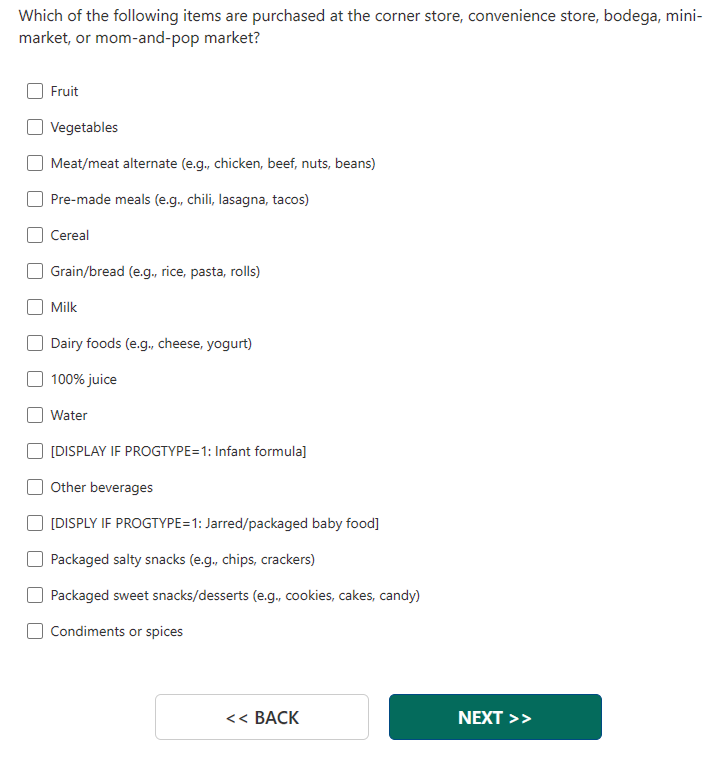 Which of the following items are purchased at the corner store, convenience store, bodega, mini-
market, or mom-and-pop market?
Fruit
Vegetables
Meat/meat alternate (e.g., chicken, beef, nuts, beans)
Pre-made meals (e.g., chili, lasagna, tacos)
Cereal
Grain/bread (e.g., rice, pasta, rolls)
Milk
Dairy foods (e.g., cheese, yogurt)
100% juice
Water
[DISPLAY IF PROGTYPE=1: Infant formula]
Other beverages
[DISPLY IF PROGTYPE=1: Jarred/packaged baby food]
Packaged salty snacks (e.g., chips, crackers)
Packaged sweet snacks/desserts (e.g., cookies, cakes, candy)
Condiments or spices
<< BACK
NEXT >>